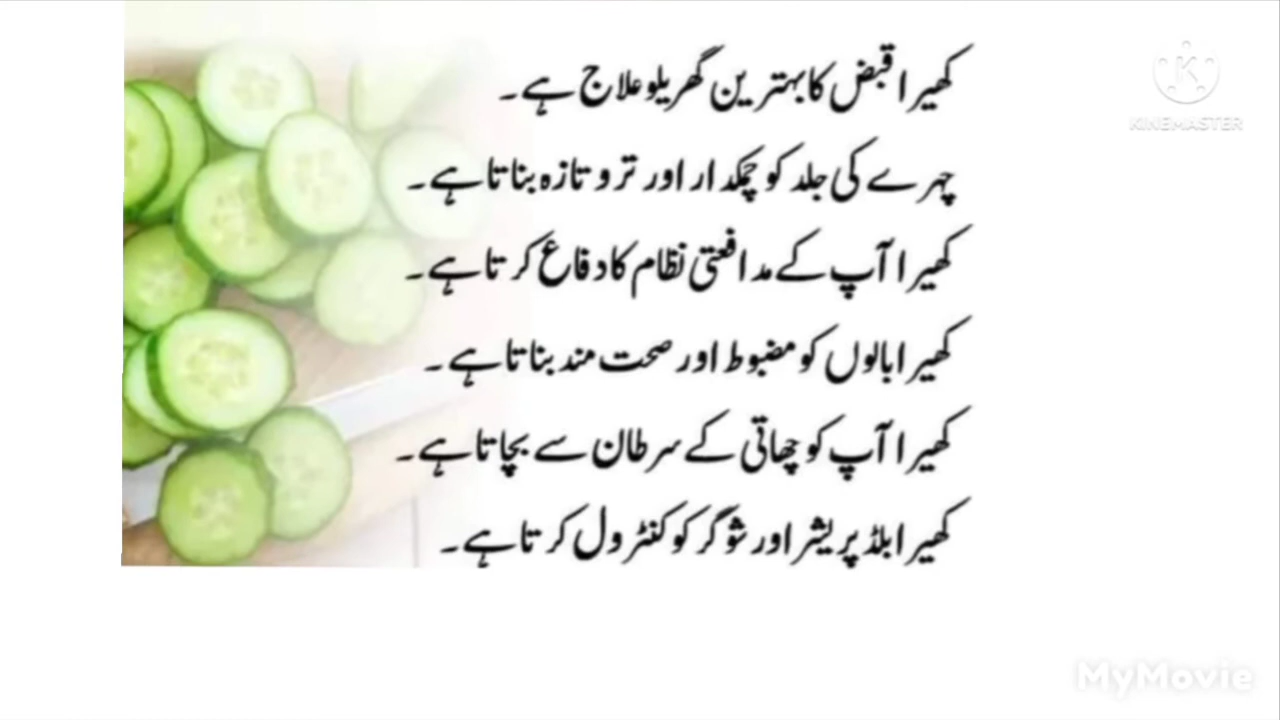 کھیرا قبض کا بہترین گھریلو علاج ہے۔
چہرے کی جلد کو چمکدار اور تروتازہ بناتا ہے۔
کھیرا آپ کے مدافعتی نظام کا دفاع کرتا ہے۔
کھیرا بالوں کو مضبوط اور صحت مند بناتا ہے۔
کھیرا آپ کو چھاتی کے سرطان سے بچاتا ہے۔
کھیرا بلڈ پریشر اور شوگر کو کنٹرول کرتا ہے۔
KINEMASTER
MyMovie